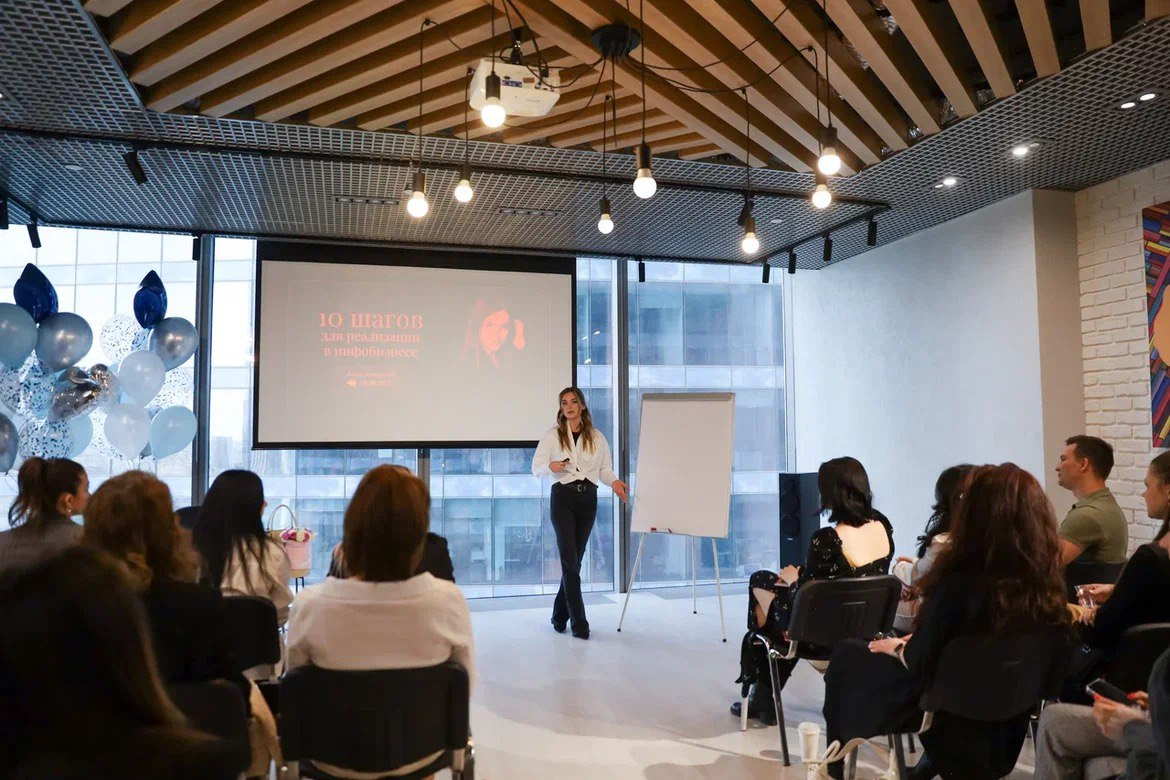 10 шагов
для реализации
в инфобизнесе